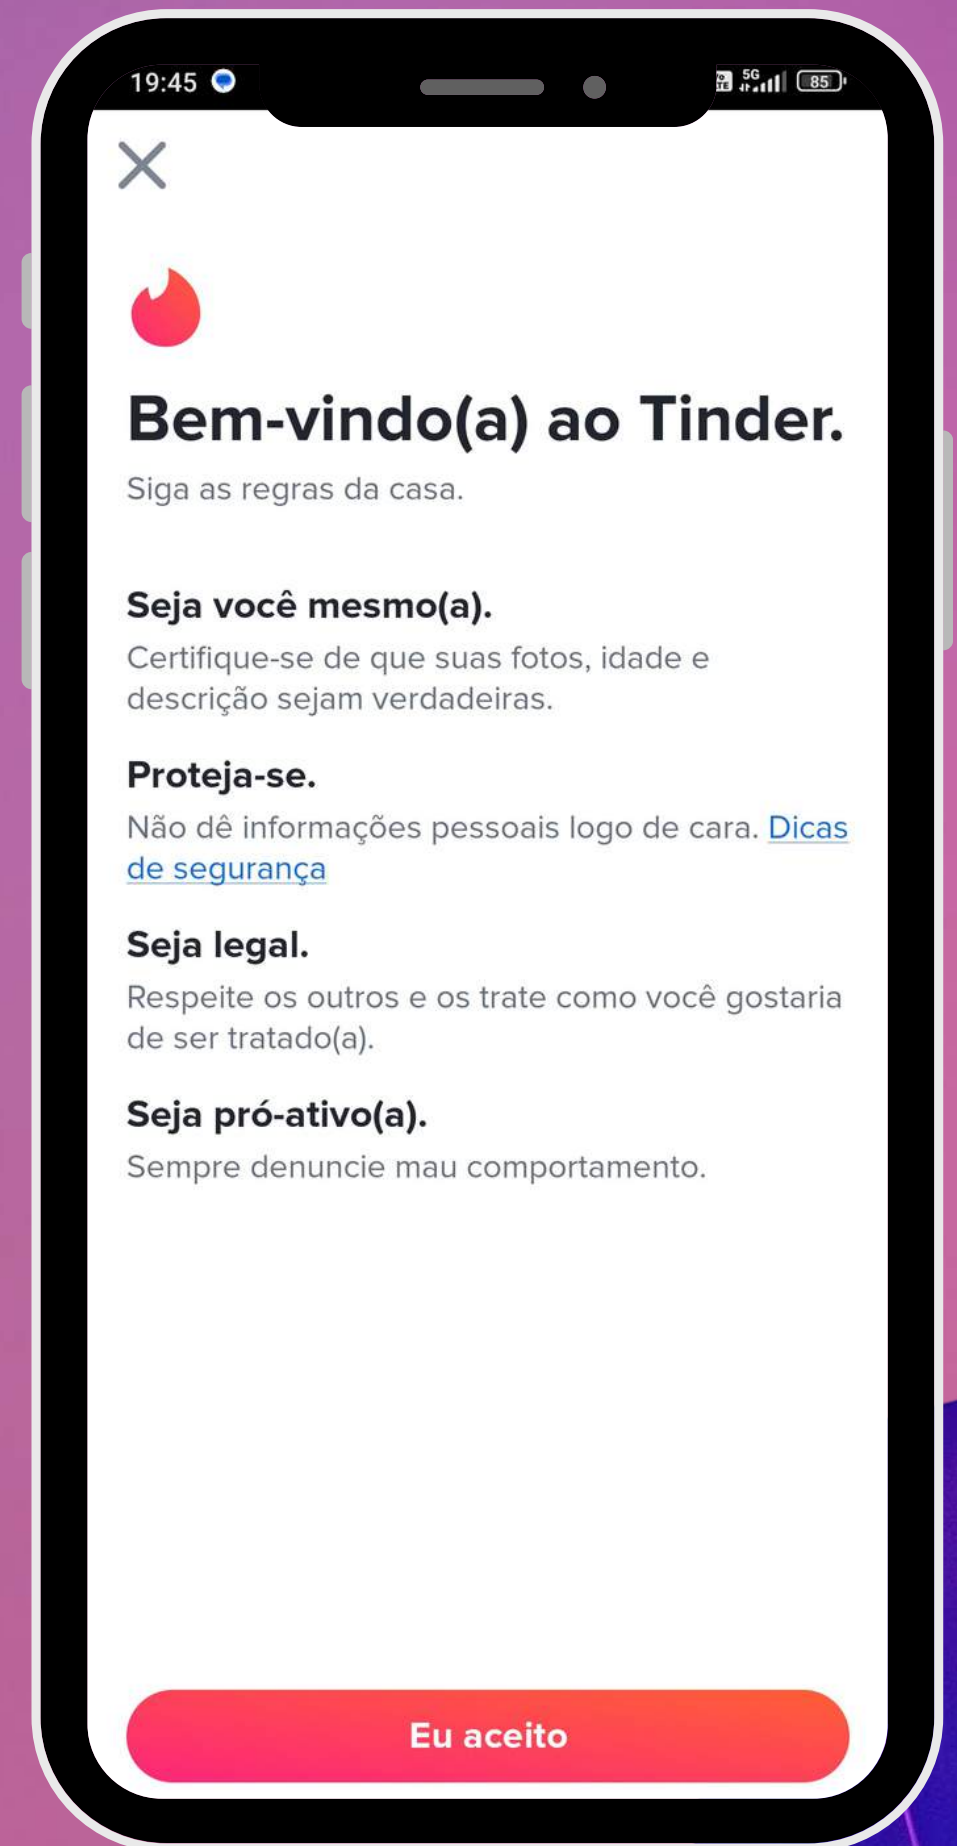 19:45
5G
85
Bem-vindo(a) ao Tinder.
Siga as regras da casa.
Seja você mesmo(a).
Certifique-se de que suas fotos, idade e
descrição sejam verdadeiras.
Proteja-se.
Não dê informações pessoais logo de cara. Dicas
de segurança
Seja legal.
Respeite os outros e os trate como você gostaria
de ser tratado(a).
Seja pró-ativo(a).
Sempre denuncie mau comportamento.
Eu aceito